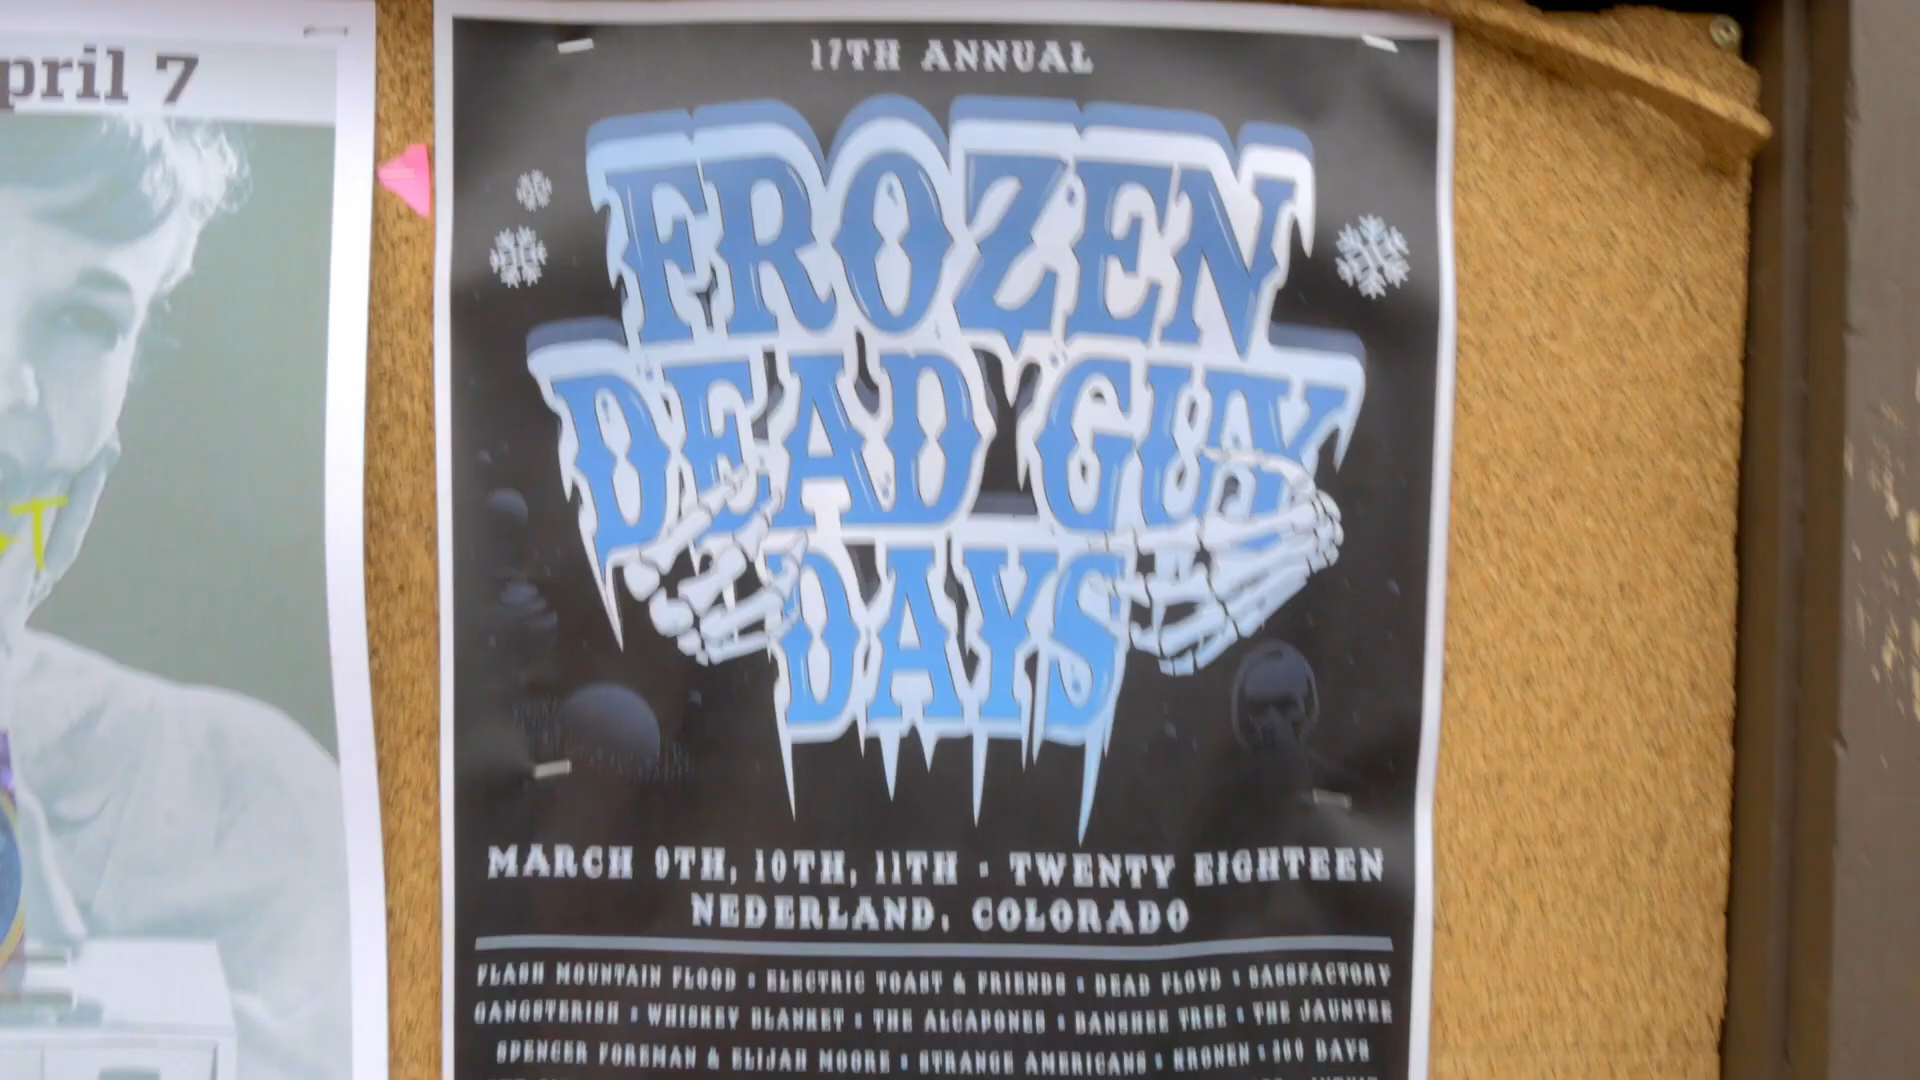 pril 7
T
17TH ANNUAL
FROZEN
DEAD GUY
DAYS
MARCH 9TH, 10TH, 11TH · TWENTY EIGHTEEN
NEDERLAND, COLORADO
FLASH MOUNTAIN FLOOD · ELECTRIC TOAST & FRIENDS · DEAD FLOYD · SASSFACTORY
GANGSTERISH · WHISKEY BLANKET · THE ALCAPONES · BANSHEE TREE · THE JAUNTEE
SPENCER FOREMAN & ELIJAH MOORE · STRANGE AMERICANS · KRONEN · 100 DAYS